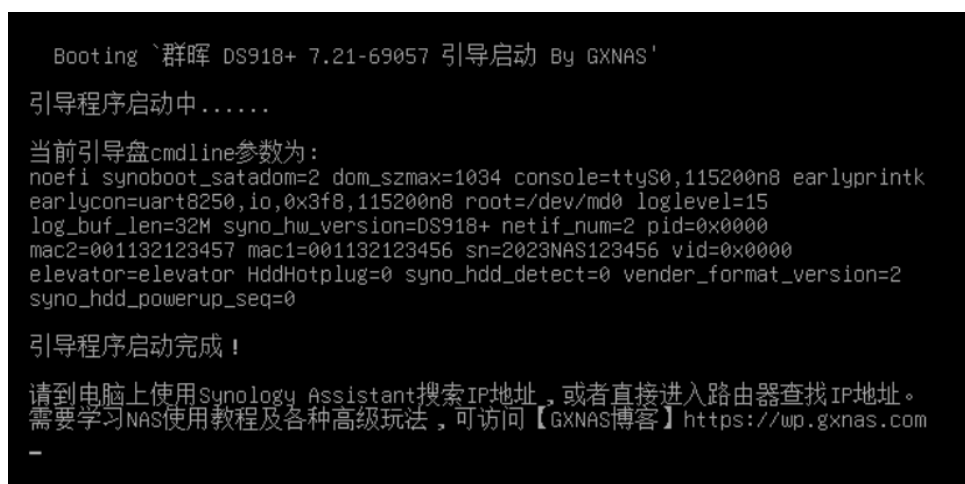 Booting `群晖 DS918+ 7.21-69057 引导启动 By GXNAS'
引导程序启动中......
当前引导盘cmdline参数为:
noefi synoboot_satadom=2 dom_szmax=1034 console=ttyS0,115200n8 earlyprintk
earlycon=uart8250,io,0x3f8,115200n8 root=/dev/md0 loglevel=15
log_buf_len=32M syno_hw_version=DS918+ netif_num=2 pid=0x0000
mac2=001132123457 mac1=001132123456 sn=2023NAS123456 vid=0x0000
elevator=elevator HddHotplug=0 syno_hdd_detect=0 vender_format_version=2
syno_hdd_powerup_seq=0
引导程序启动完成！
请到电脑上使用Synology Assistant搜索IP地址，或者直接进入路由器查找IP地址。
需要学习NAS使用教程及各种高级玩法，可访问【GXNAS博客】https://wp.gxnas.com